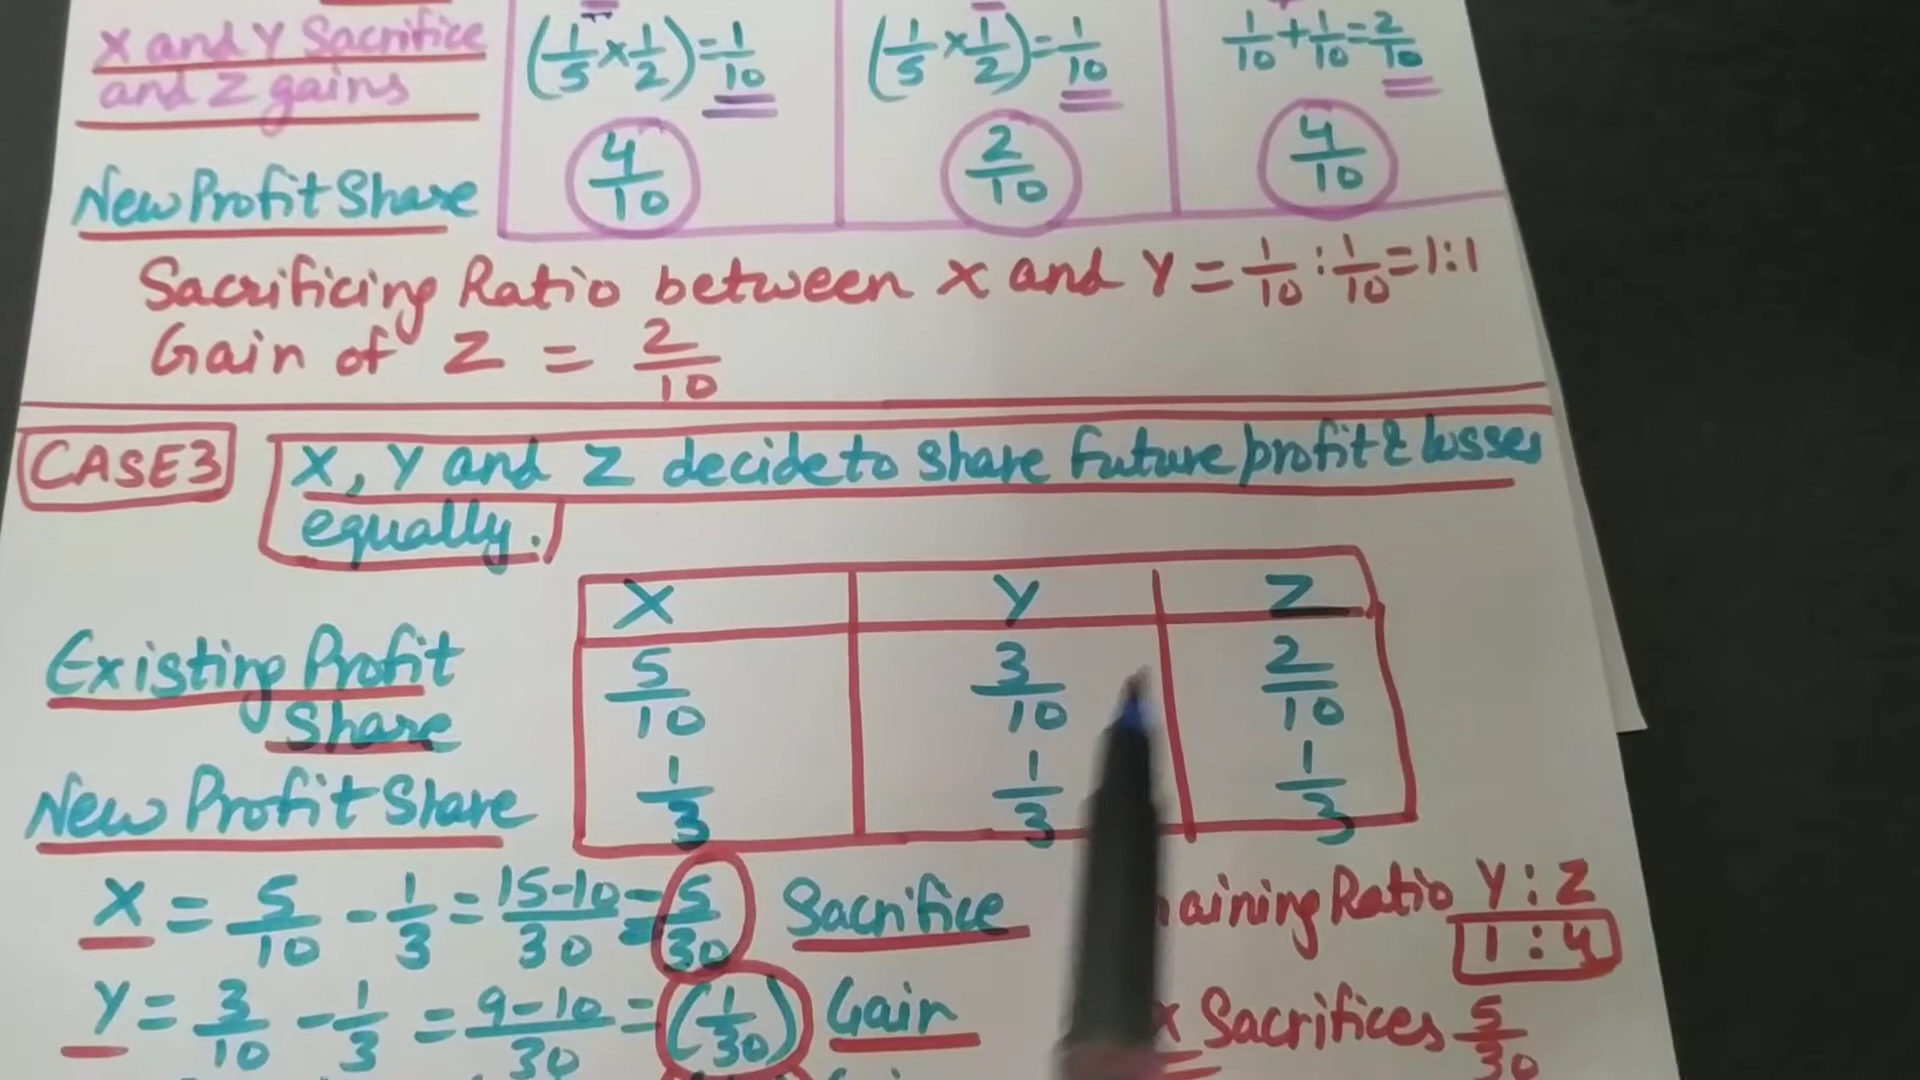 X and Y Sacrifice
and Z gains
(1/5 × 1/2) = 1/10
(1/5 × 1/2) = 1/10
1/10 + 1/10 = 2/10
New Profit Share
4/10
2/10
4/10
Sacrificing Ratio between X and Y = 1/10 : 1/10 = 1:1
Gain of Z = 2/10
CASE3
X, Y and Z decide to share future profit & losses
equally.
X Y Z
Existing Profit
Share
5/10 3/10 2/10
New Profit Share
1/3 1/3 1/3
X = 5/10 - 1/3 = 15-10/30 = 5/30 Sacrifice
aining Ratio Y : Z
1 : 4
Y = 3/10 - 1/3 = 9-10/30 = (1/30) Gain
X Sacrifices 5/30